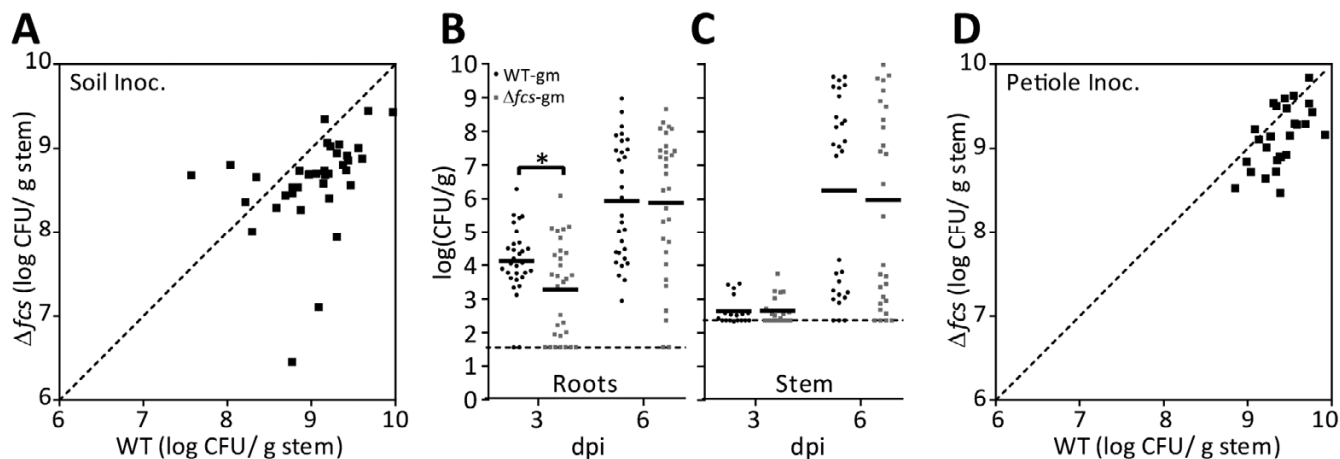 A
B
C
D
Soil Inoc.
Δfcs (log CFU/ g stem)
10
9
8
7
6
6 7 8 9 10
WT (log CFU/ g stem)
log(CFU/g)
10
9
8
7
6
5
4
3
2
1
0
WT-gm
Δfcs-gm
*
Roots
3 6
dpi
Stem
3 6
dpi
Petiole Inoc.
Δfcs (log CFU/ g stem)
10
9
8
7
6
6 7 8 9 10
WT (log CFU/ g stem)